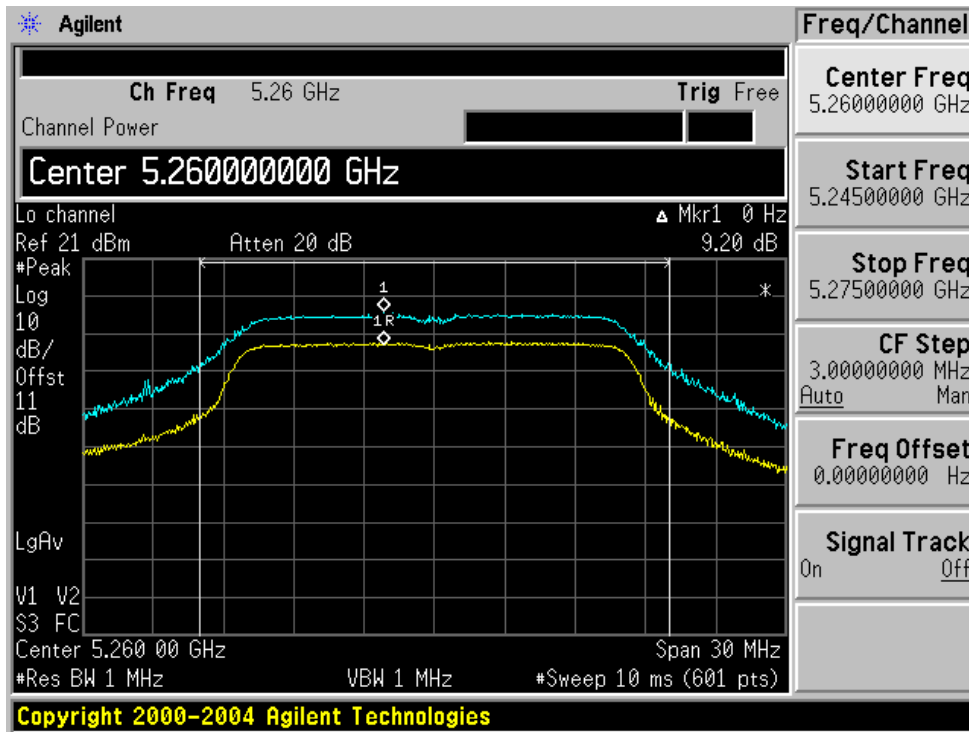 Agilent
Freq/Channel
Ch Freq 5.26 GHz Trig Free
Channel Power
Center 5.260000000 GHz
Lo channel Δ Mkr1 0 Hz
Ref 21 dBm Atten 20 dB 9.20 dB
#Peak
Log
10
dB/
Offst
11
dB
1
1R
*
LgAv
V1 V2
S3 FC
Center 5.260 00 GHz Span 30 MHz
#Res BW 1 MHz VBW 1 MHz #Sweep 10 ms (601 pts)
Copyright 2000-2004 Agilent Technologies
Center Freq
5.26000000 GHz
Start Freq
5.24500000 GHz
Stop Freq
5.27500000 GHz
CF Step
3.00000000 MHz
Auto Man
Freq Offset
0.00000000 Hz
Signal Track
On Off